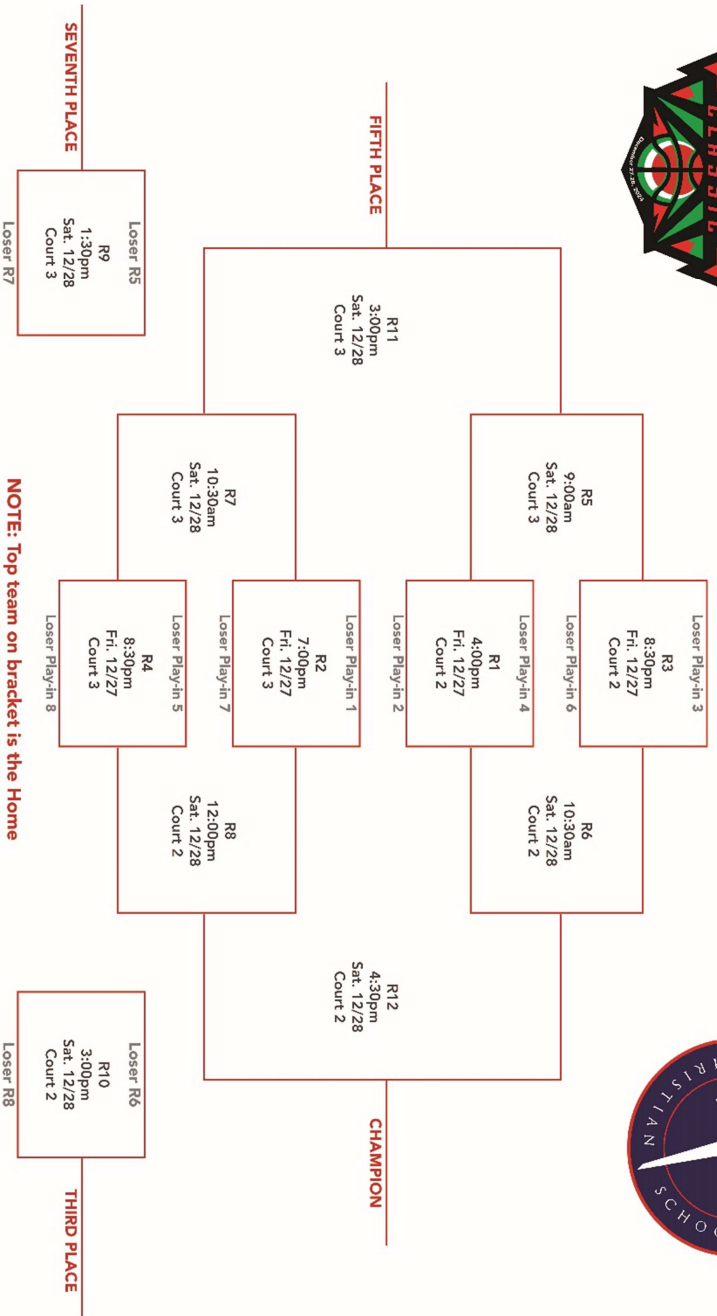 CLASSIC
December 27-28, 2024
RISTIAN SCHOO
Loser Play-in 3
R3
8:30pm
Fri. 12/27
Court 2
Loser Play-in 6
R5
9:00am
Sat. 12/28
Court 3
R6
10:30am
Sat. 12/28
Court 2
Loser Play-in 4
R1
4:00pm
Fri. 12/27
Court 2
Loser Play-in 2
FIFTH PLACE
R11
3:00pm
Sat. 12/28
Court 3
R12
4:30pm
Sat. 12/28
Court 2
CHAMPION
Loser Play-in 1
R2
7:00pm
Fri. 12/27
Court 3
Loser Play-in 7
R7
10:30am
Sat. 12/28
Court 3
R8
12:00pm
Sat. 12/28
Court 2
Loser Play-in 5
R4
8:30pm
Fri. 12/27
Court 3
Loser Play-in 8
SEVENTH PLACE
Loser R5
R9
1:30pm
Sat. 12/28
Court 3
Loser R7
Loser R6
R10
3:00pm
Sat. 12/28
Court 2
Loser R8
THIRD PLACE
NOTE: Top team on bracket is the Home